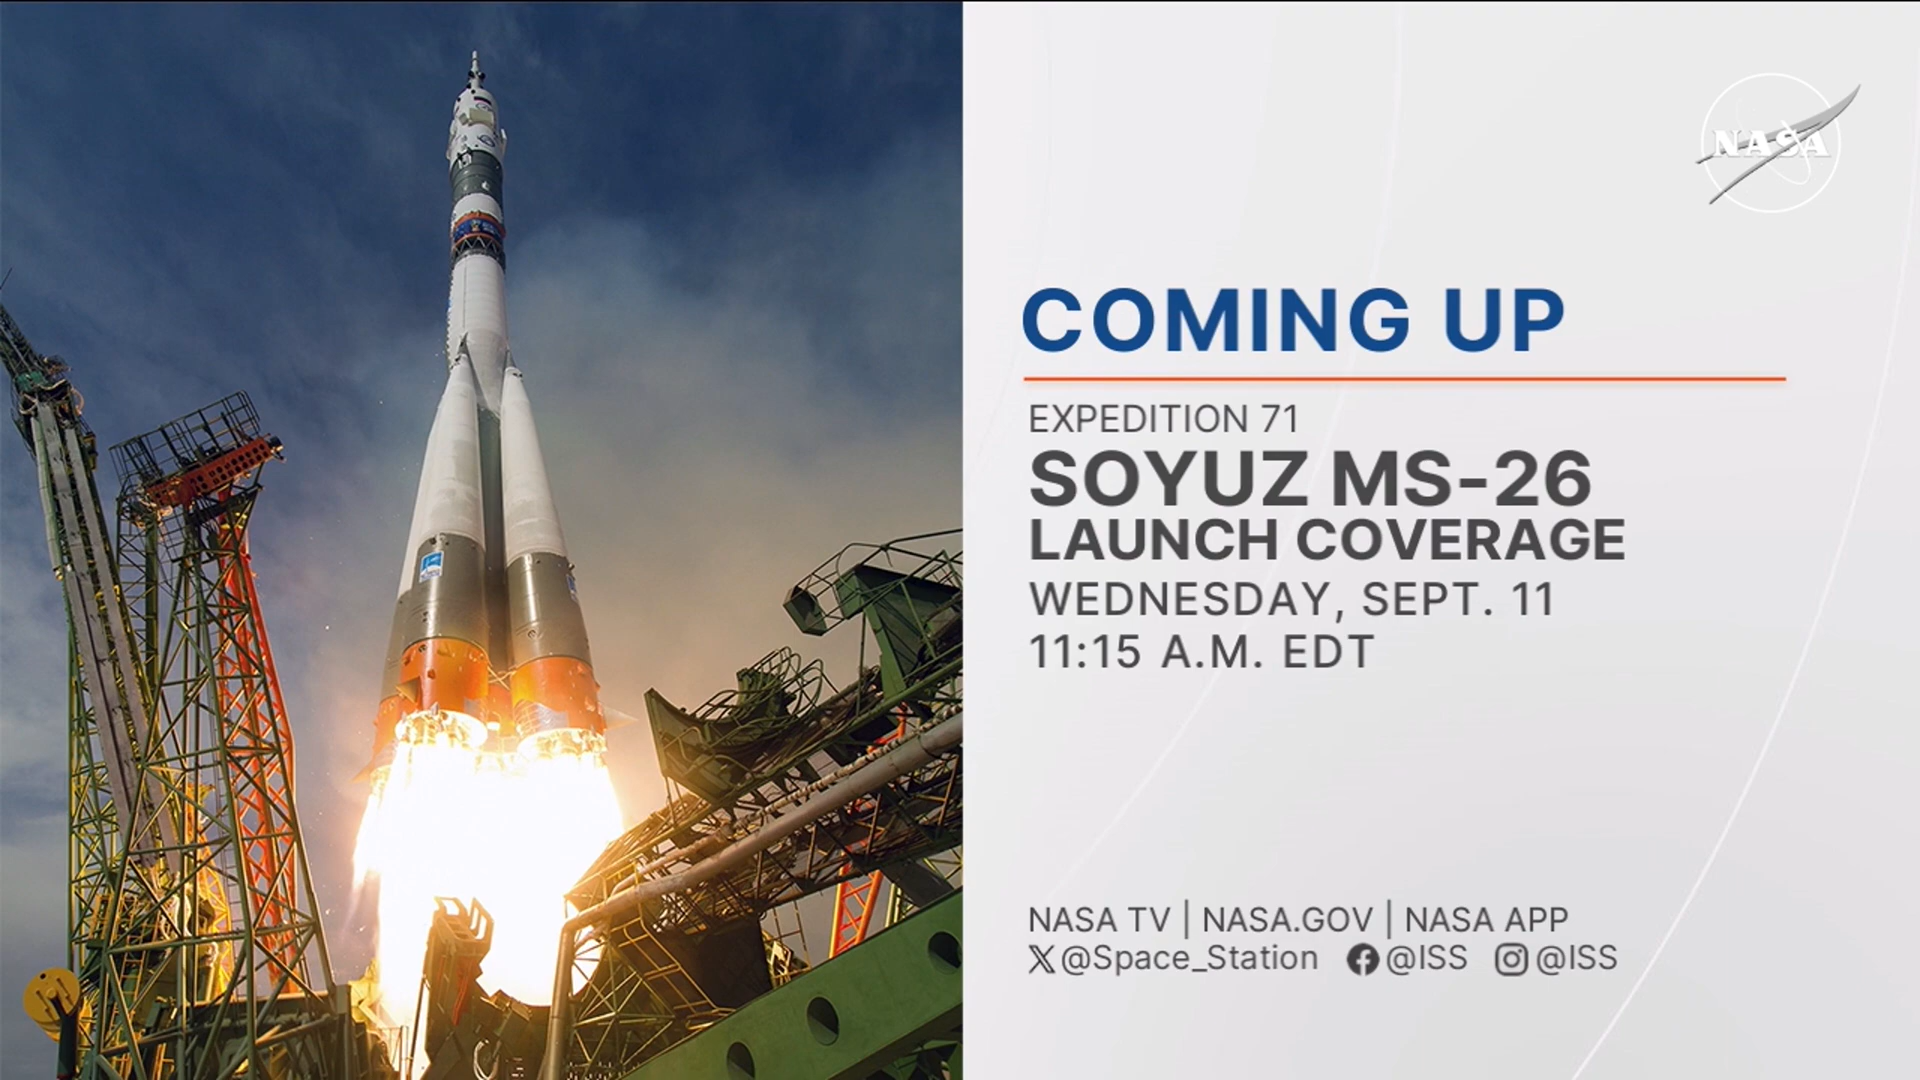 NASA
COMING UP
EXPEDITION 71
SOYUZ MS-26
LAUNCH COVERAGE
WEDNESDAY, SEPT. 11
11:15 A.M. EDT
NASA TV | NASA.GOV | NASA APP
X@Space_Station @ISS @ISS